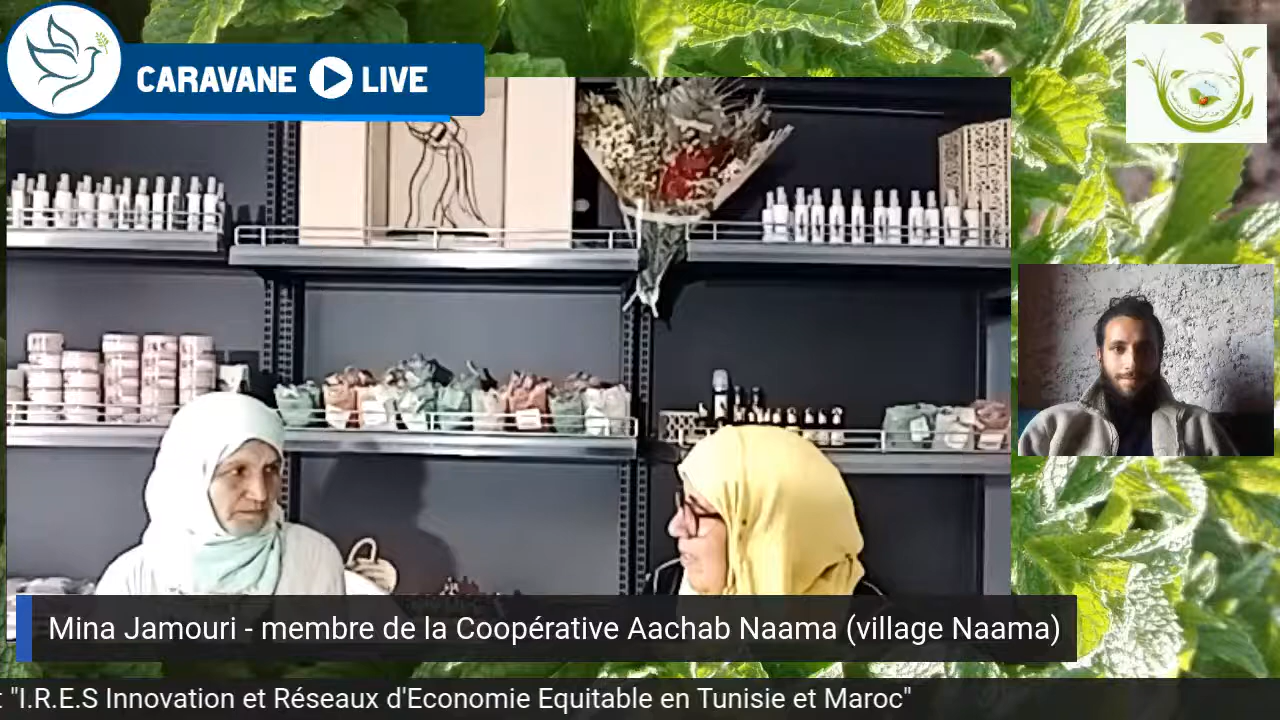 CARAVANE LIVE
Mina Jamouri - membre de la Coopérative Aachab Naama (village Naama)
"I.R.E.S Innovation et Réseaux d'Economie Equitable en Tunisie et Maroc"